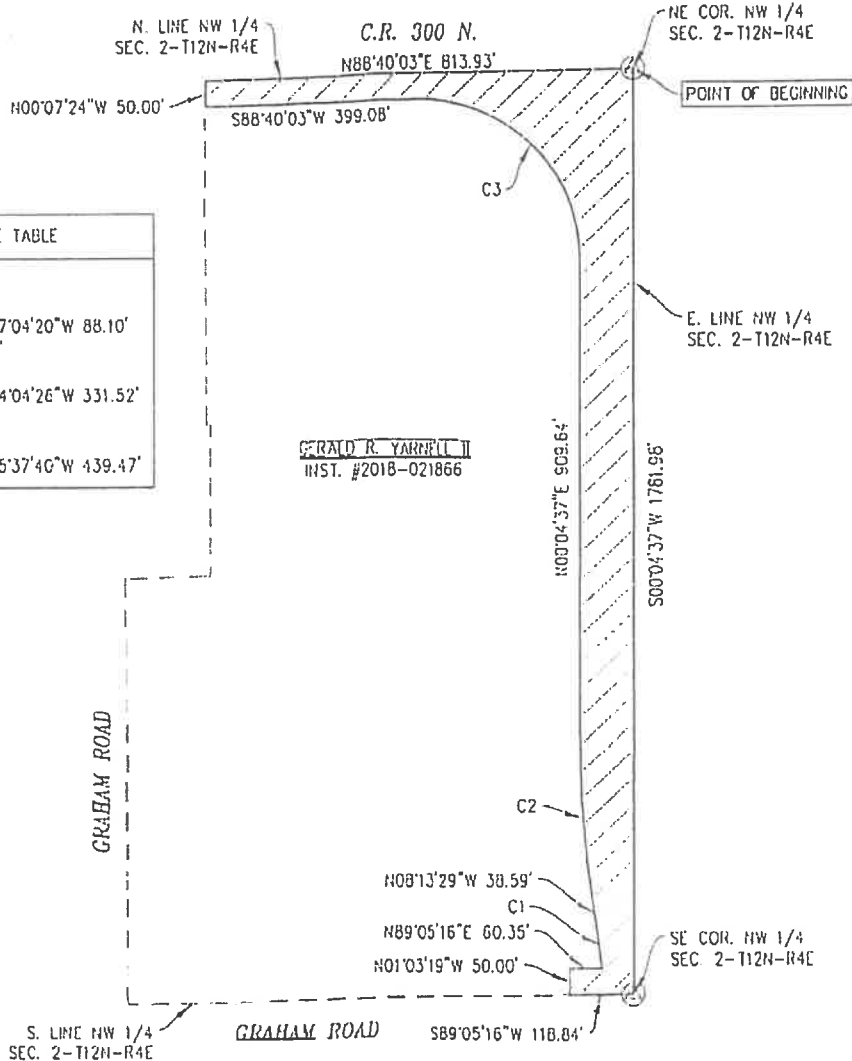 N. LINE NW 1/4
SEC. 2-T12N-R4E
C.R. 300 N.
NE COR. NW 1/4
SEC. 2-T12N-R4E
N88°40'03"E 813.93'
POINT OF BEGINNING
N00°07'24"W 50.00'
S88°40'03"W 399.08'
C3
TABLE
7°04'20"W 88.10'
4°04'26"W 331.52'
5°37'40"W 439.47'
E. LINE NW 1/4
SEC. 2-T12N-R4E
GERALD R. YARNELL II
INST. #2018-021866
N00°04'37"E 909.64'
S00°04'37"W 1761.96'
GRAHAM ROAD
C2
N08°13'29"W 38.59'
C1
N89°05'16"E 60.35'
N01°03'19"W 50.00'
SE COR. NW 1/4
SEC. 2-T12N-R4E
S. LINE NW 1/4
SEC. 2-T12N-R4E
GRAHAM ROAD
S89°05'16"W 118.84'